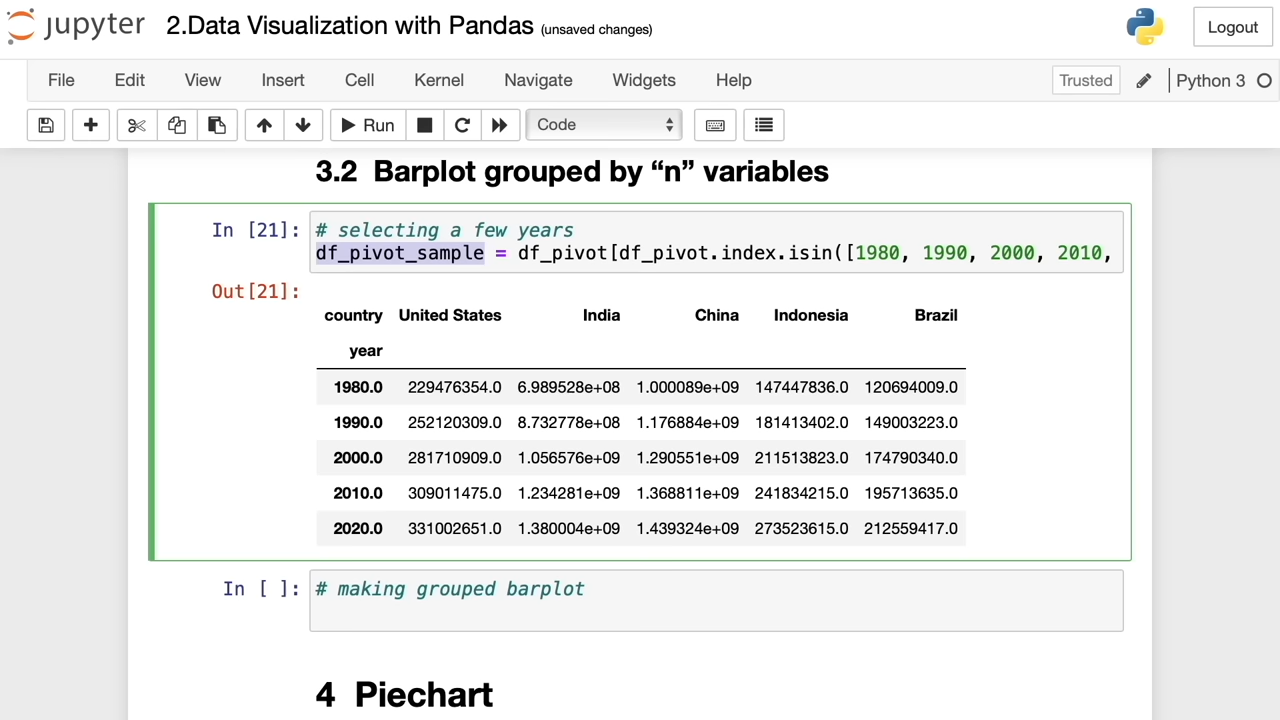 jupyter 2.Data Visualization with Pandas (unsaved changes) Logout
File Edit View Insert Cell Kernel Navigate Widgets Help Trusted Python 3
Run Code
3.2 Barplot grouped by “n” variables
In [21]: # selecting a few years
df_pivot_sample = df_pivot[df_pivot.index.isin([1980, 1990, 2000, 2010,
Out[21]:
country United States India China Indonesia Brazil
year
1980.0 229476354.0 6.989528e+08 1.000089e+09 147447836.0 120694009.0
1990.0 252120309.0 8.732778e+08 1.176884e+09 181413402.0 149003223.0
2000.0 281710909.0 1.056576e+09 1.290551e+09 211513823.0 174790340.0
2010.0 309011475.0 1.234281e+09 1.368811e+09 241834215.0 195713635.0
2020.0 331002651.0 1.380004e+09 1.439324e+09 273523615.0 212559417.0
In [ ]: # making grouped barplot
4 Piechart